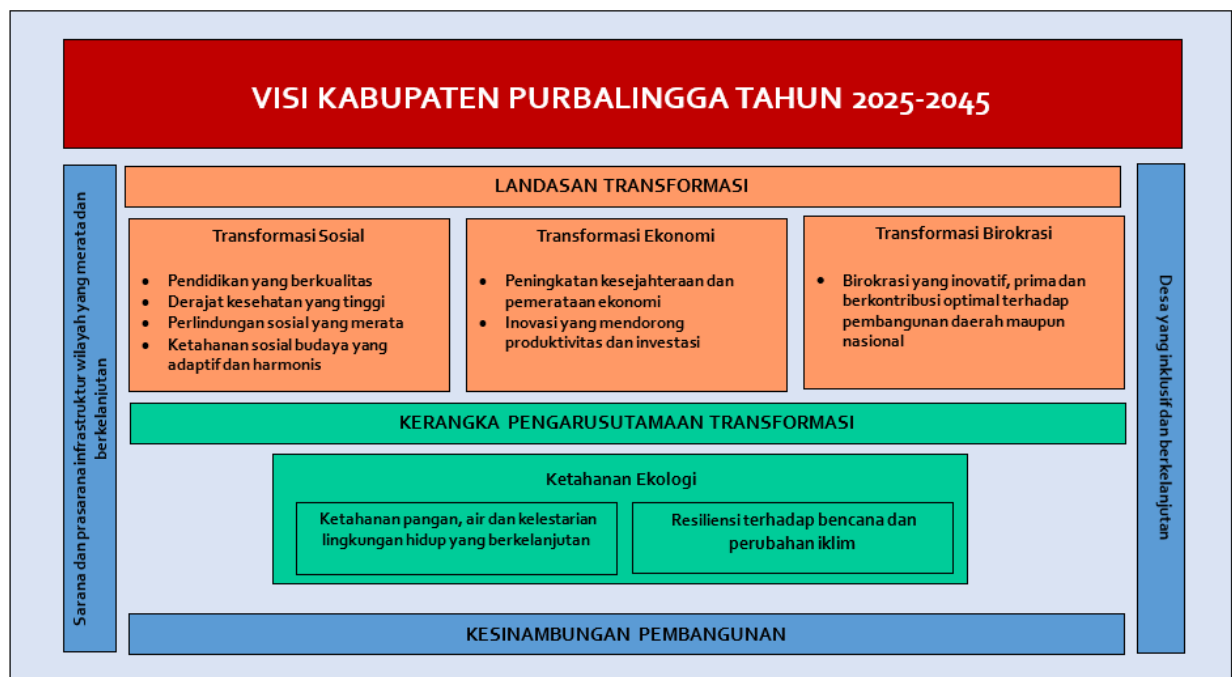 VISI KABUPATEN PURBALINGGA TAHUN 2025-2045
Sarana dan prasarana infrastruktur wilayah yang merata dan
berkelanjutan
LANDASAN TRANSFORMASI
Transformasi Sosial
• Pendidikan yang berkualitas
• Derajat kesehatan yang tinggi
• Perlindungan sosial yang merata
• Ketahanan sosial budaya yang
adaptif dan harmonis
Transformasi Ekonomi
• Peningkatan kesejahteraan dan
pemerataan ekonomi
• Inovasi yang mendorong
produktivitas dan investasi
Transformasi Birokrasi
• Birokrasi yang inovatif, prima dan
berkontribusi optimal terhadap
pembangunan daerah maupun
nasional
Desa yang inklusif dan berkelanjutan
KERANGKA PENGARUSUTAMAAN TRANSFORMASI
Ketahanan Ekologi
Ketahanan pangan, air dan kelestarian
lingkungan hidup yang berkelanjutan
Resiliensi terhadap bencana dan
perubahan iklim
KESINAMBUNGAN PEMBANGUNAN